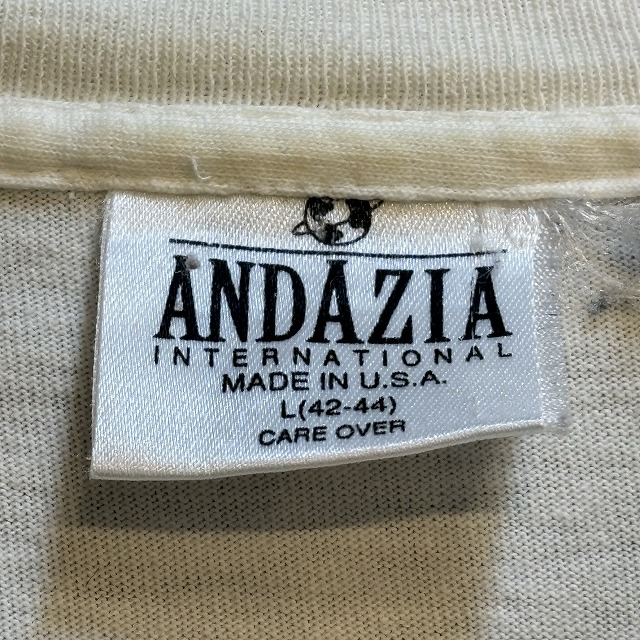 ANDAZIA
INTERNATIONAL
MADE IN U.S.A.
L(42-44)
CARE OVER